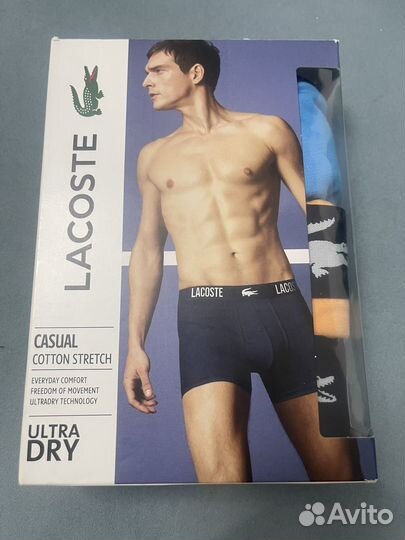 LACOSTE
LACOSTE LACOSTE
CASUAL
COTTON STRETCH
EVERYDAY COMFORT
FREEDOM OF MOVEMENT
ULTRADRY TECHNOLOGY
ULTRA
DRY
Avito